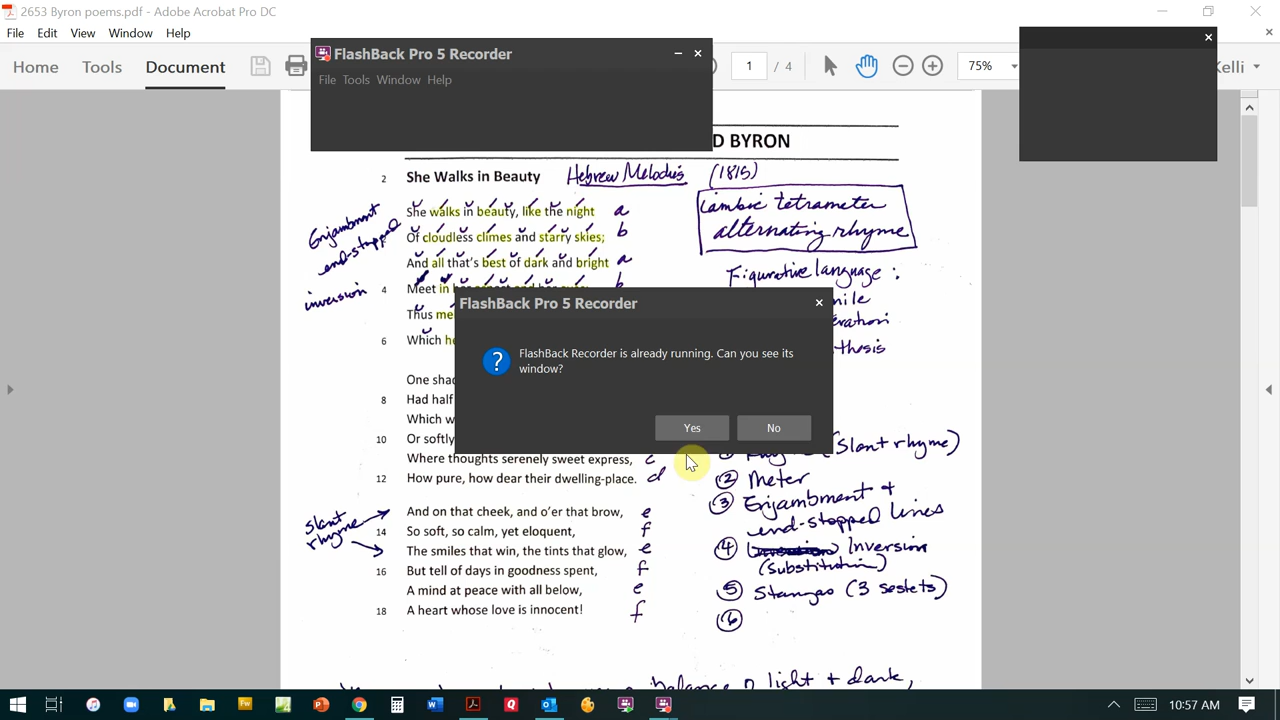 2653 Byron poems.pdf - Adobe Acrobat Pro DC
File Edit View Window Help
FlashBack Pro 5 Recorder
File Tools Window Help
Home Tools Document
1 / 4
75%
Kelli
D BYRON
2 She Walks in Beauty Hebrew Melodies (1815)
iambic tetrameter
alternating rhyme
Enjambment
end-stopped
inversion
She walks in beauty, like the night a
Of cloudless climes and starry skies; b
And all that's best of dark and bright a
4 Meet in
Thus me
6 Which he
Figurative language :
FlashBack Pro 5 Recorder
FlashBack Recorder is already running. Can you see its
window?
Yes No
One sha
8 Had half
Which w
10 Or softly
Where thoughts serenely sweet express, c
12 How pure, how dear their dwelling-place. d
slant
rhyme
And on that cheek, and o'er that brow, e
14 So soft, so calm, yet eloquent, f
The smiles that win, the tints that glow, e
16 But tell of days in goodness spent, f
A mind at peace with all below, e
18 A heart whose love is innocent! f
(slant rhyme)
② Meter
③ Enjambment +
end-stopped lines
④ Inversion
(substitution)
⑤ Stanzas (3 sestets)
⑥
balance of light + dark,
10:57 AM